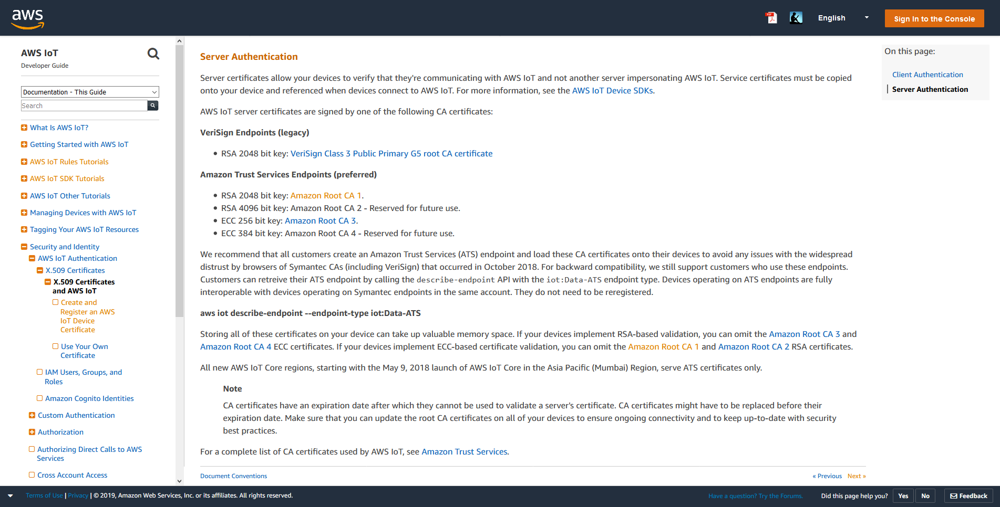 aws
PDF
English
Sign In to the Console
AWS IoT
Developer Guide
Documentation - This Guide
Search
What Is AWS IoT?
Getting Started with AWS IoT
AWS IoT Rules Tutorials
AWS IoT SDK Tutorials
AWS IoT Other Tutorials
Managing Devices with AWS IoT
Tagging Your AWS IoT Resources
Security and Identity
AWS IoT Authentication
X.509 Certificates
X.509 Certificates
and AWS IoT
Create and
Register an AWS
IoT Device
Certificate
Use Your Own
Certificate
IAM Users, Groups, and
Roles
Amazon Cognito Identities
Custom Authentication
Authorization
Authorizing Direct Calls to AWS
Services
Cross Account Access
Server Authentication
Server certificates allow your devices to verify that they're communicating with AWS IoT and not another server impersonating AWS IoT. Service certificates must be copied
onto your device and referenced when devices connect to AWS IoT. For more information, see the AWS IoT Device SDKs.
AWS IoT server certificates are signed by one of the following CA certificates:
VeriSign Endpoints (legacy)
• RSA 2048 bit key: VeriSign Class 3 Public Primary G5 root CA certificate
Amazon Trust Services Endpoints (preferred)
• RSA 2048 bit key: Amazon Root CA 1.
• RSA 4096 bit key: Amazon Root CA 2 - Reserved for future use.
• ECC 256 bit key: Amazon Root CA 3.
• ECC 384 bit key: Amazon Root CA 4 - Reserved for future use.
We recommend that all customers create an Amazon Trust Services (ATS) endpoint and load these CA certificates onto their devices to avoid any issues with the widespread
distrust by browsers of Symantec CAs (including VeriSign) that occurred in October 2018. For backward compatibility, we still support customers who use these endpoints.
Customers can retreive their ATS endpoint by calling the describe-endpoint API with the iot:Data-ATS endpoint type. Devices operating on ATS endpoints are fully
interoperable with devices operating on Symantec endpoints in the same account. They do not need to be reregistered.
aws iot describe-endpoint --endpoint-type iot:Data-ATS
Storing all of these certificates on your device can take up valuable memory space. If your devices implement RSA-based validation, you can omit the Amazon Root CA 3 and
Amazon Root CA 4 ECC certificates. If your devices implement ECC-based certificate validation, you can omit the Amazon Root CA 1 and Amazon Root CA 2 RSA certificates.
All new AWS IoT Core regions, starting with the May 9, 2018 launch of AWS IoT Core in the Asia Pacific (Mumbai) Region, serve ATS certificates only.
Note
CA certificates have an expiration date after which they cannot be used to validate a server's certificate. CA certificates might have to be replaced before their
expiration date. Make sure that you can update the root CA certificates on all of your devices to ensure ongoing connectivity and to keep up-to-date with security
best practices.
For a complete list of CA certificates used by AWS IoT, see Amazon Trust Services.
Document Conventions
« Previous Next »
On this page:
Client Authentication
Server Authentication
Terms of Use | Privacy | © 2019, Amazon Web Services, Inc. or its affiliates. All rights reserved.
Have a question? Try the Forums.
Did this page help you?
Yes
No
Feedback